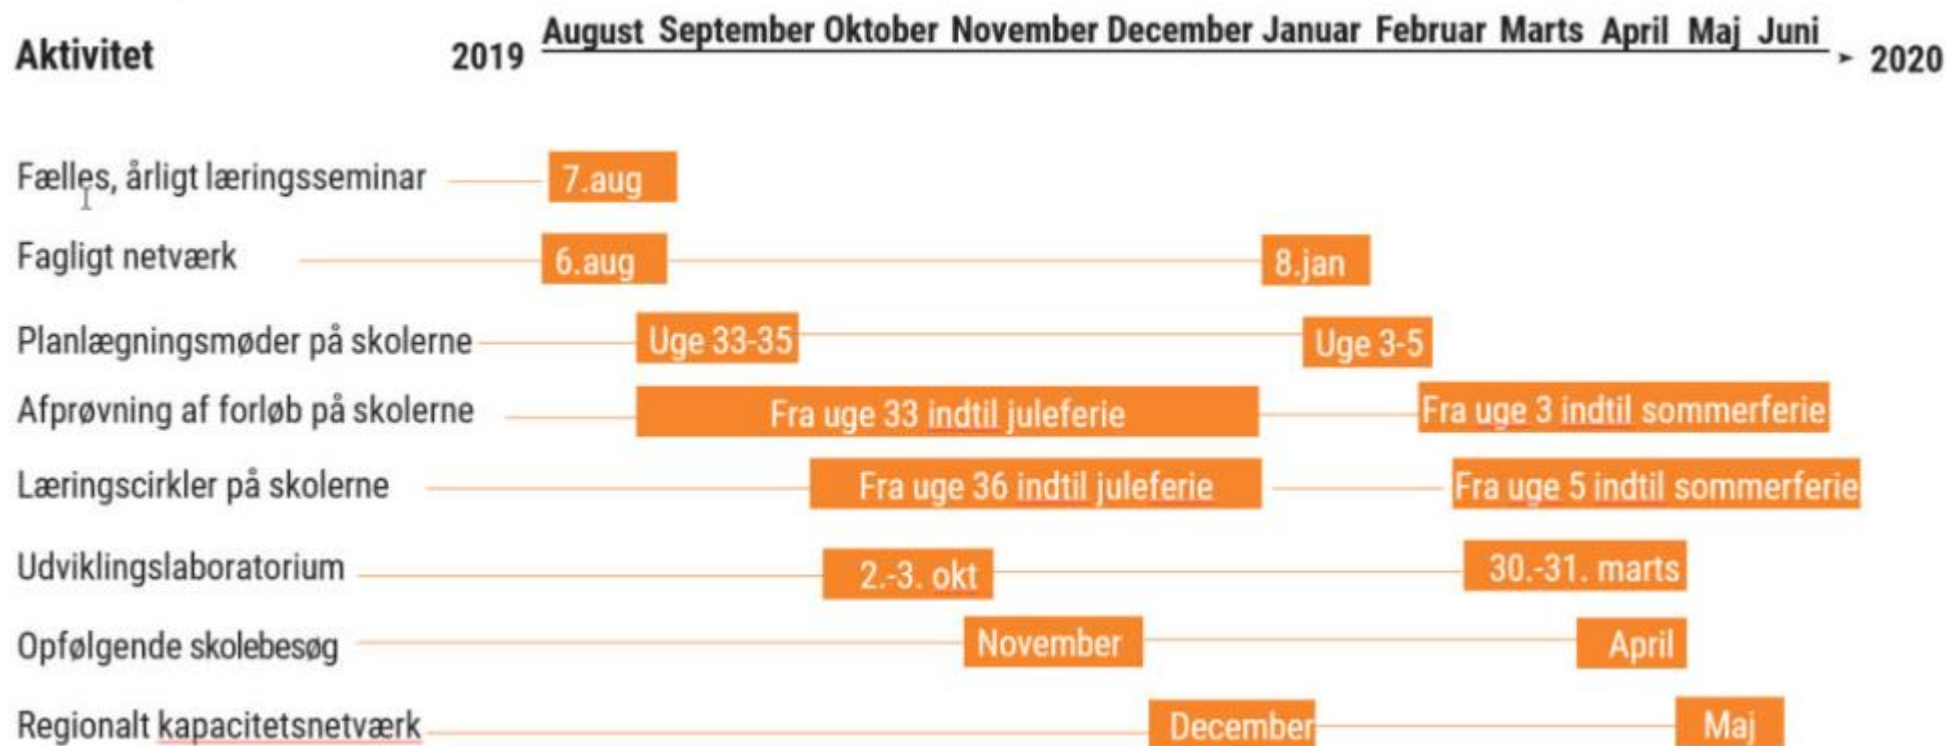 August September Oktober November December Januar Februar Marts April Maj Juni
Aktivitet 2019 2020
Fælles, årligt læringsseminar 7.aug
Fagligt netværk 6.aug 8.jan
Planlægningsmøder på skolerne Uge 33-35 Uge 3-5
Afprøvning af forløb på skolerne Fra uge 33 indtil juleferie Fra uge 3 indtil sommerferie
Læringscirkler på skolerne Fra uge 36 indtil juleferie Fra uge 5 indtil sommerferie
Udviklingslaboratorium 2.-3. okt 30.-31. marts
Opfølgende skolebesøg November April
Regionalt kapacitetsnetværk December Maj